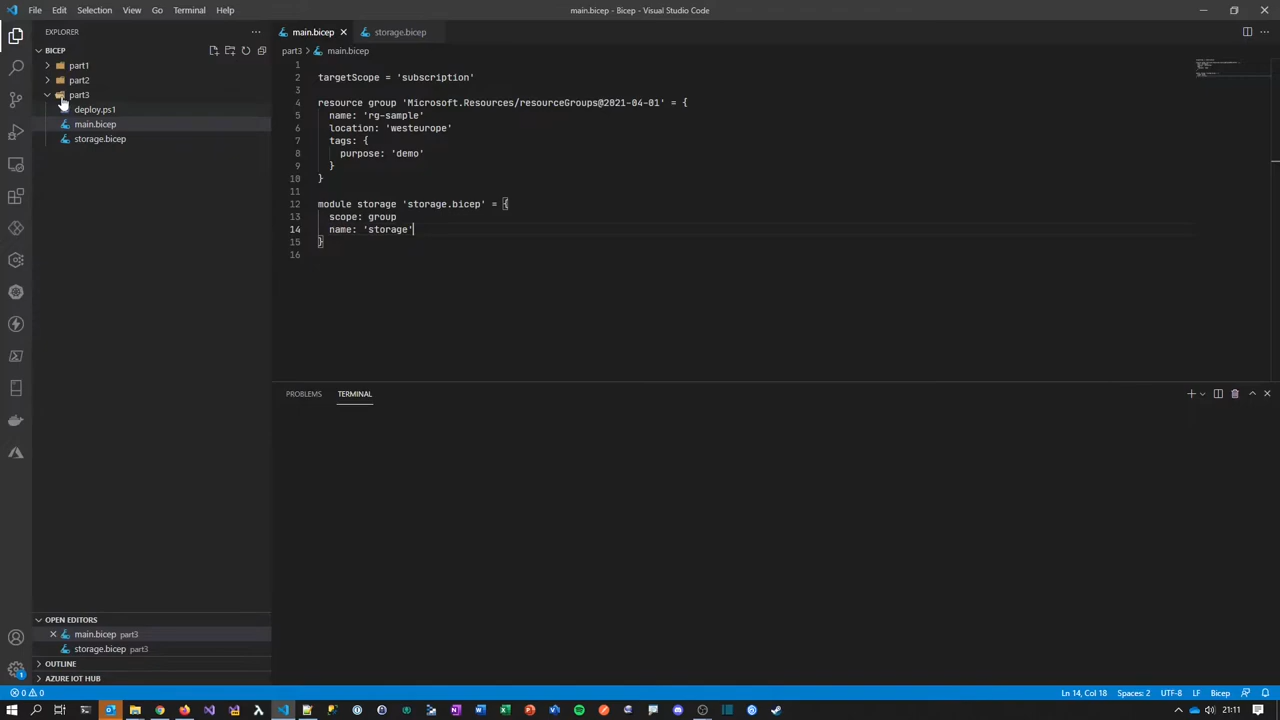 File Edit View Go Terminal Help
main.bicep - Bicep - Visual Studio Code
EXPLORER
BICEP
part1
part2
part3
deploy.ps1
main.bicep
storage.bicep
main.bicep storage.bicep
part3 > main.bicep
1
2 targetScope = 'subscription'
3
4 resource group 'Microsoft.Resources/resourceGroups@2021-04-01' = {
5 name: 'rg-sample'
6 location: 'westeurope'
7 tags: {
8 purpose: 'demo'
9 }
10 }
11
12 module storage 'storage.bicep' = {
13 scope: group
14 name: 'storage'
15 }
16
PROBLEMS TERMINAL
OPEN EDITORS
main.bicep part3
storage.bicep part3
OUTLINE
AZURE IOT HUB
1
0 0
Ln 14, Col 18 Spaces: 2 UTF-8 LF Bicep
21:11